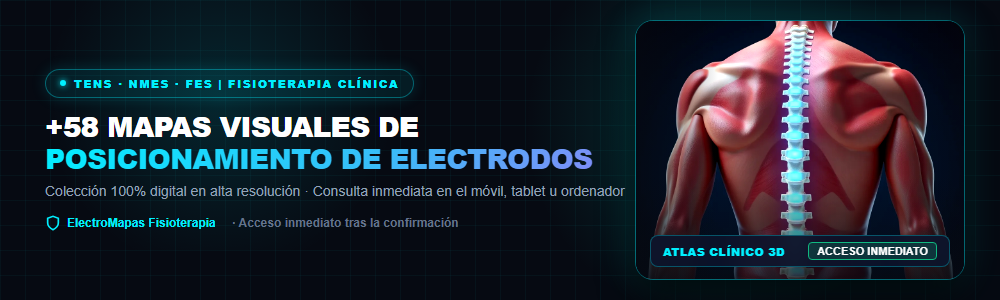 TENS · NMES · FES | FISIOTERAPIA CLÍNICA
+58 MAPAS VISUALES DE
POSICIONAMIENTO DE ELECTRODOS
Colección 100% digital en alta resolución · Consulta inmediata en el móvil, tablet u ordenador
ElectroMapas Fisioterapia · Acceso inmediato tras la confirmación
ATLAS CLÍNICO 3D
ACCESO INMEDIATO